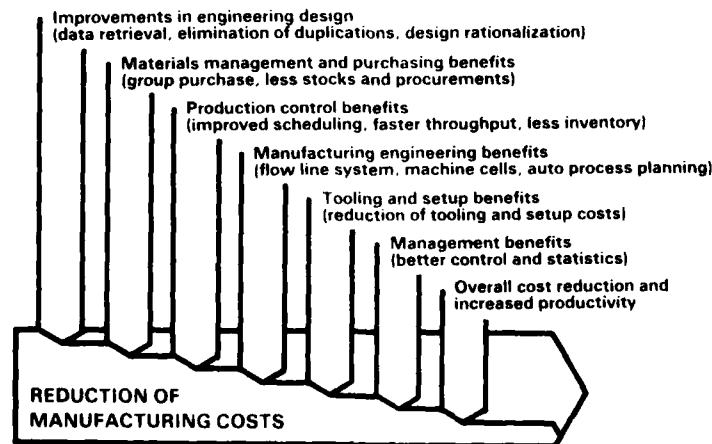 Improvements in engineering design
(data retrieval, elimination of duplications, design rationalization)
Materials management and purchasing benefits
(group purchase, less stocks and procurements)
Production control benefits
(improved scheduling, faster throughput, less inventory)
Manufacturing engineering benefits
(flow line system, machine cells, auto process planning)
Tooling and setup benefits
(reduction of tooling and setup costs)
Management benefits
(better control and statistics)
Overall cost reduction and
increased productivity
REDUCTION OF
MANUFACTURING COSTS